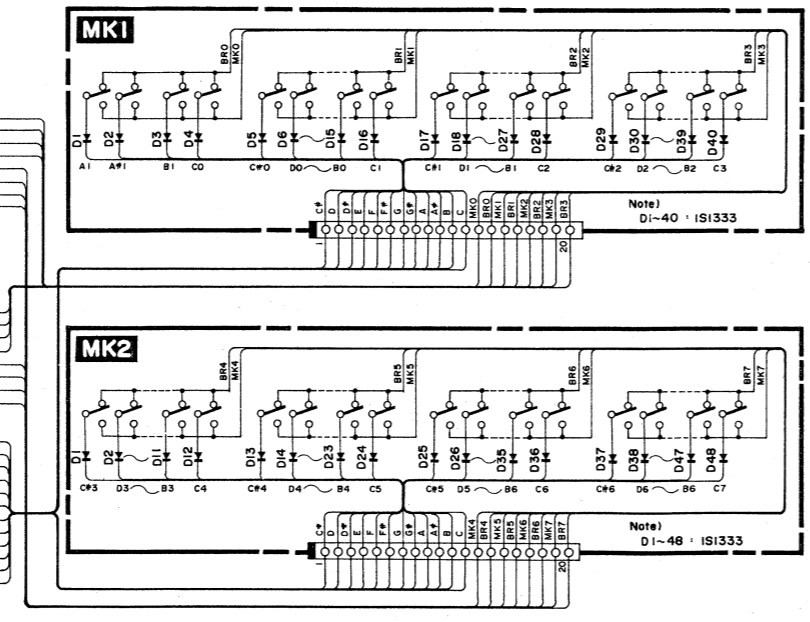 MK1
BR0 MK0 BR1 MK1 BR2 MK2 BR3 MK3
D1 D2 D3 D4 D5 D6 D15 D16 D17 D18 D27 D28 D29 D30 D39 D40
A1 A#1 B1 C0 C#0 D0 B0 C1 C#1 D1 B1 C2 C#2 D2 B2 C3
C# D D# E F F# G G# A A# B C MK0 BR0 MK1 BR1 MK2 BR2 MK3 BR3
1 20
Note)
D1~40 : 1S1333
MK2
BR4 MK4 BR5 MK5 BR6 MK6 BR7 MK7
D1 D2 D11 D12 D13 D14 D23 D24 D25 D26 D35 D36 D37 D38 D47 D48
C#3 D3 B3 C4 C#4 D4 B4 C5 C#5 D5 B6 C6 C#6 D6 B6 C7
C# D D# E F F# G G# A A# B C MK4 BR4 MK5 BR5 MK6 BR6 MK7 BR7
1 20
Note)
D1~48 : 1S1333